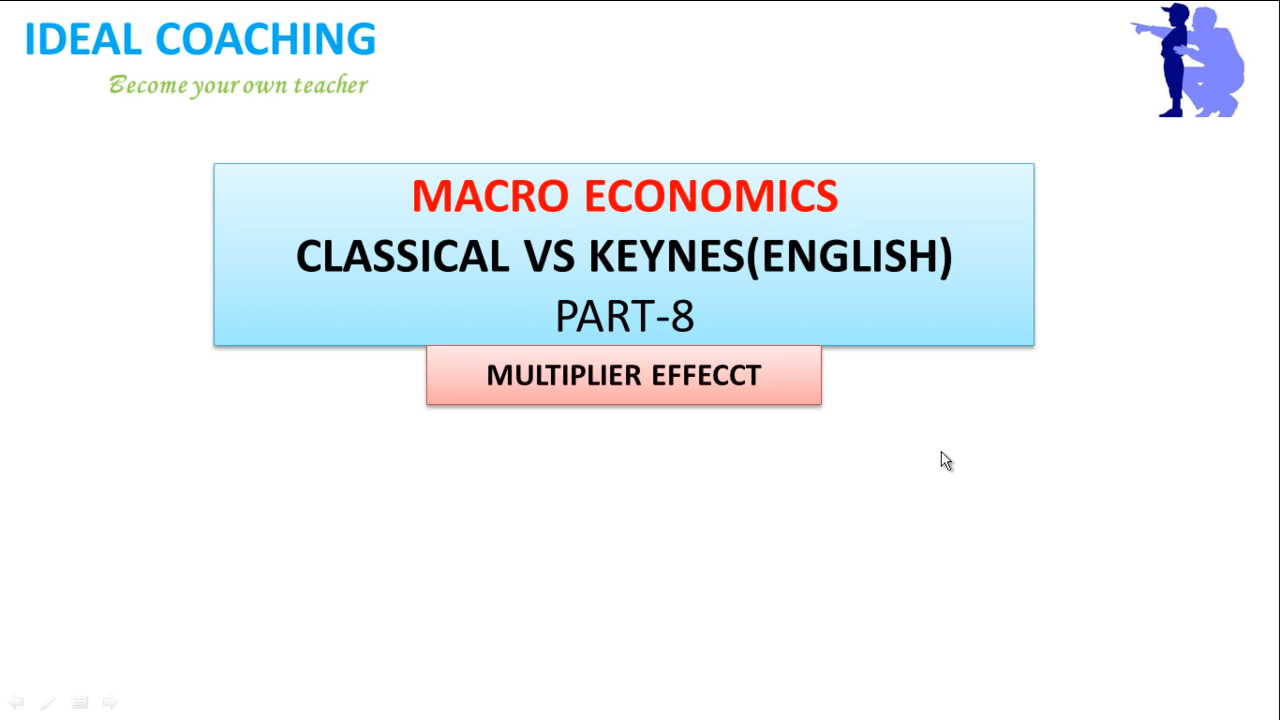 IDEAL COACHING
Become your own teacher
MACRO ECONOMICS
CLASSICAL VS KEYNES(ENGLISH)
PART-8
MULTIPLIER EFFECCT